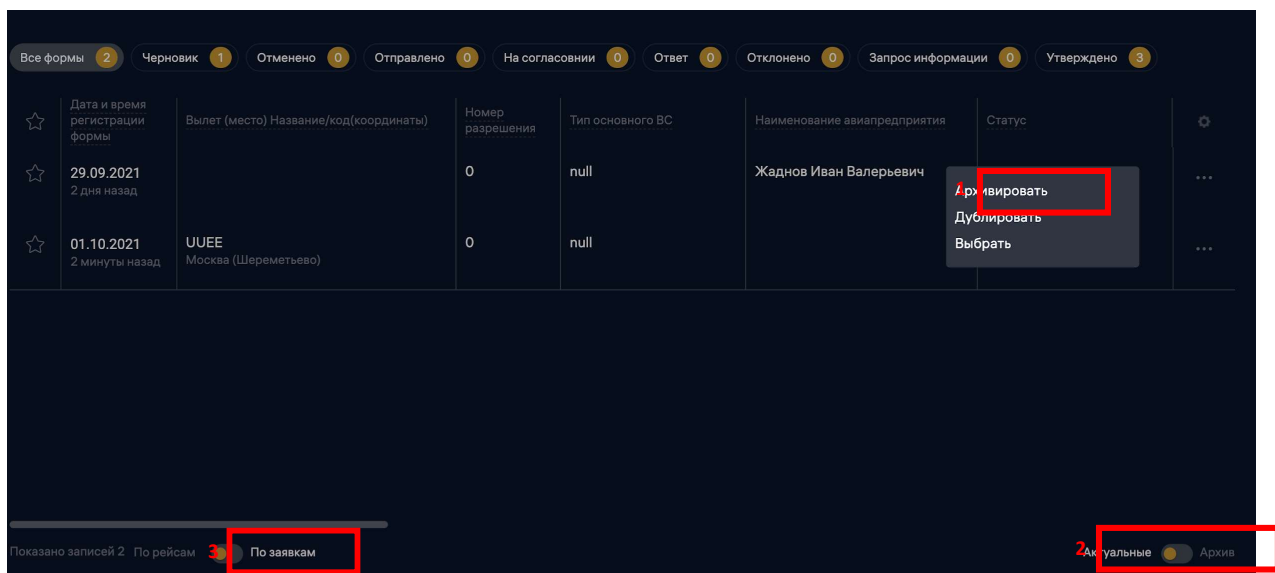 Все формы 2 Черновик 1 Отменено 0 Отправлено 0 На согласовнии 0 Ответ 0 Отклонено 0 Запрос информации 0 Утверждено 3
Дата и время
регистрации
формы
Вылет (место) Название/код(координаты)
Номер
разрешения
Тип основного ВС
Наименование авиапредприятия
Статус
29.09.2021
2 дня назад
0
null
Жаднов Иван Валерьевич
1
Архивировать
Дублировать
Выбрать
01.10.2021
2 минуты назад
UUEE
Москва (Шереметьево)
0
null
Показано записей 2 По рейсам 3 По заявкам
2 Актуальные Архив